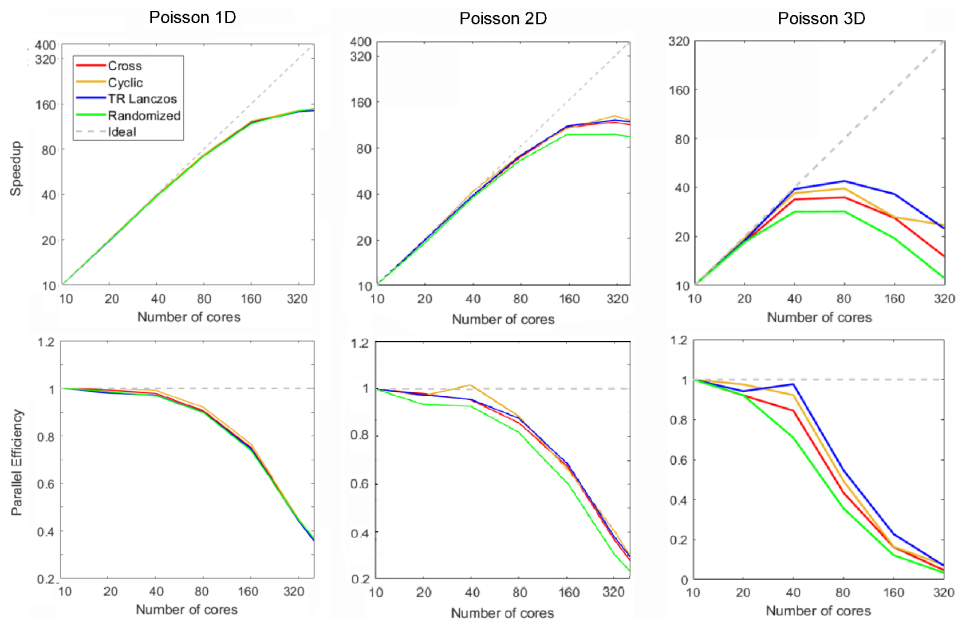 Poisson 1D
Poisson 2D
Poisson 3D
400
320
160
80
40
20
10
Speedup
Cross
Cyclic
TR Lanczos
Randomized
Ideal
10 20 40 80 160 320
Number of cores
400
320
160
80
40
20
10
10 20 40 80 160 320
Number of cores
320
160
80
40
20
10
10 20 40 80 160 320
Number of cores
1.2
1
0.8
0.6
0.4
0.2
Parallel Efficiency
10 20 40 80 160 320
Number of cores
1.2
1
0.8
0.6
0.4
0.2
10 20 40 80 160 320
Number of cores
1.2
1
0.8
0.6
0.4
0.2
0
10 20 40 80 160 320
Number of cores